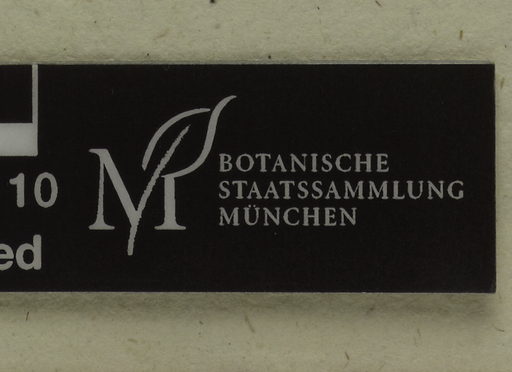 10
ed
M
BOTANISCHE
STAATSSAMMLUNG
MÜNCHEN